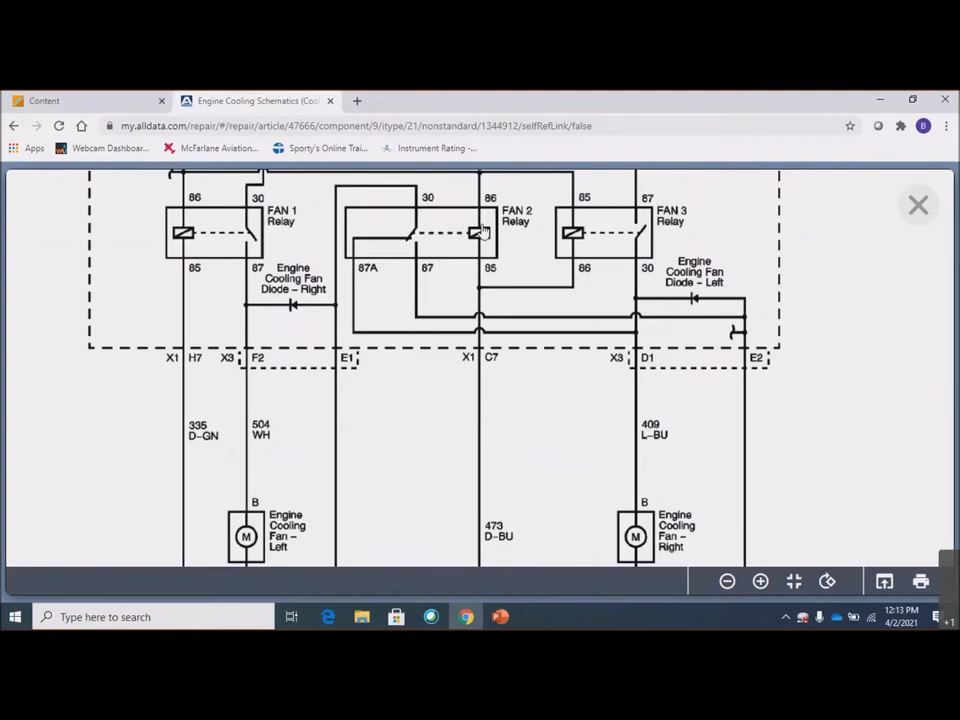 Content
Engine Cooling Schematics (Coo
my.alldata.com/repair/#/repair/article/47666/component/9/itype/21/nonstandard/1344912/selfRefLink/false
B
Apps
Webcam Dashboar...
McFarlane Aviation...
Sporty's Online Trai...
Instrument Rating -...
86
30
FAN 1
Relay
30
86
FAN 2
Relay
85
87
FAN 3
Relay
85
87
Engine
Cooling Fan
Diode – Right
87A
87
85
86
30
Engine
Cooling Fan
Diode – Left
X1
H7
X3
F2
E1
X1
C7
X3
D1
E2
335
D-GN
504
WH
409
L-BU
B
M
Engine
Cooling
Fan –
Left
473
D-BU
B
M
Engine
Cooling
Fan –
Right
Type here to search
12:13 PM
4/2/2021
+1